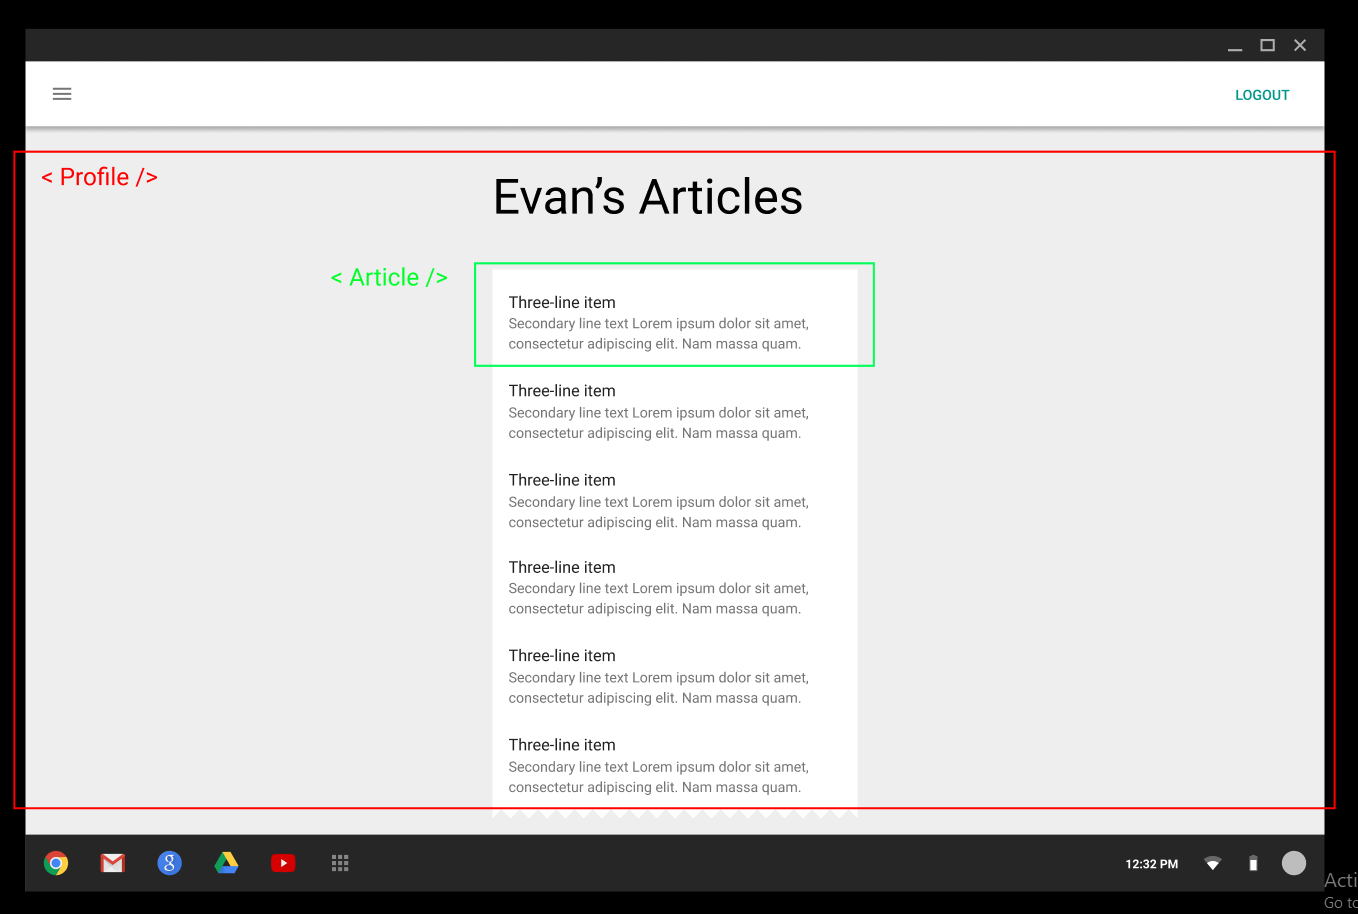 LOGOUT
< Profile />
Evan’s Articles
< Article />
Three-line item
Secondary line text Lorem ipsum dolor sit amet,
consectetur adipiscing elit. Nam massa quam.
Three-line item
Secondary line text Lorem ipsum dolor sit amet,
consectetur adipiscing elit. Nam massa quam.
Three-line item
Secondary line text Lorem ipsum dolor sit amet,
consectetur adipiscing elit. Nam massa quam.
Three-line item
Secondary line text Lorem ipsum dolor sit amet,
consectetur adipiscing elit. Nam massa quam.
Three-line item
Secondary line text Lorem ipsum dolor sit amet,
consectetur adipiscing elit. Nam massa quam.
Three-line item
Secondary line text Lorem ipsum dolor sit amet,
consectetur adipiscing elit. Nam massa quam.
8
12:32 PM
Acti
Go to